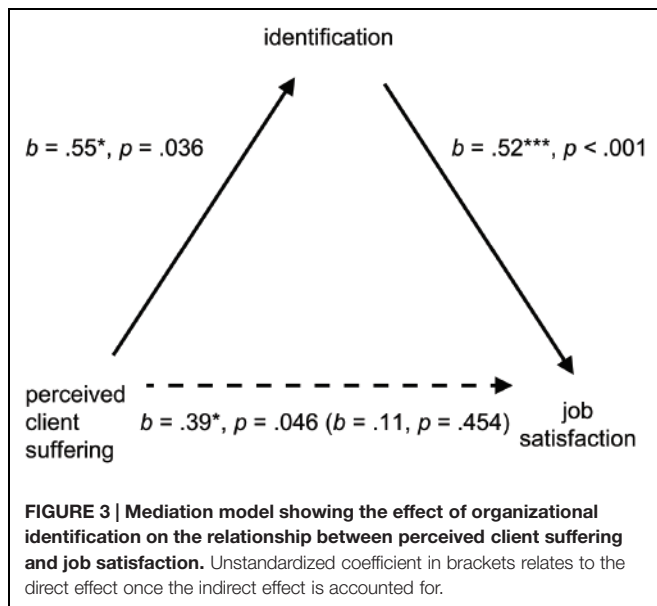 identification
b = .55*, p = .036
b = .52***, p < .001
perceived
client
suffering
b = .39*, p = .046 (b = .11, p = .454)
job
satisfaction
FIGURE 3 | Mediation model showing the effect of organizational
identification on the relationship between perceived client suffering
and job satisfaction. Unstandardized coefficient in brackets relates to the
direct effect once the indirect effect is accounted for.